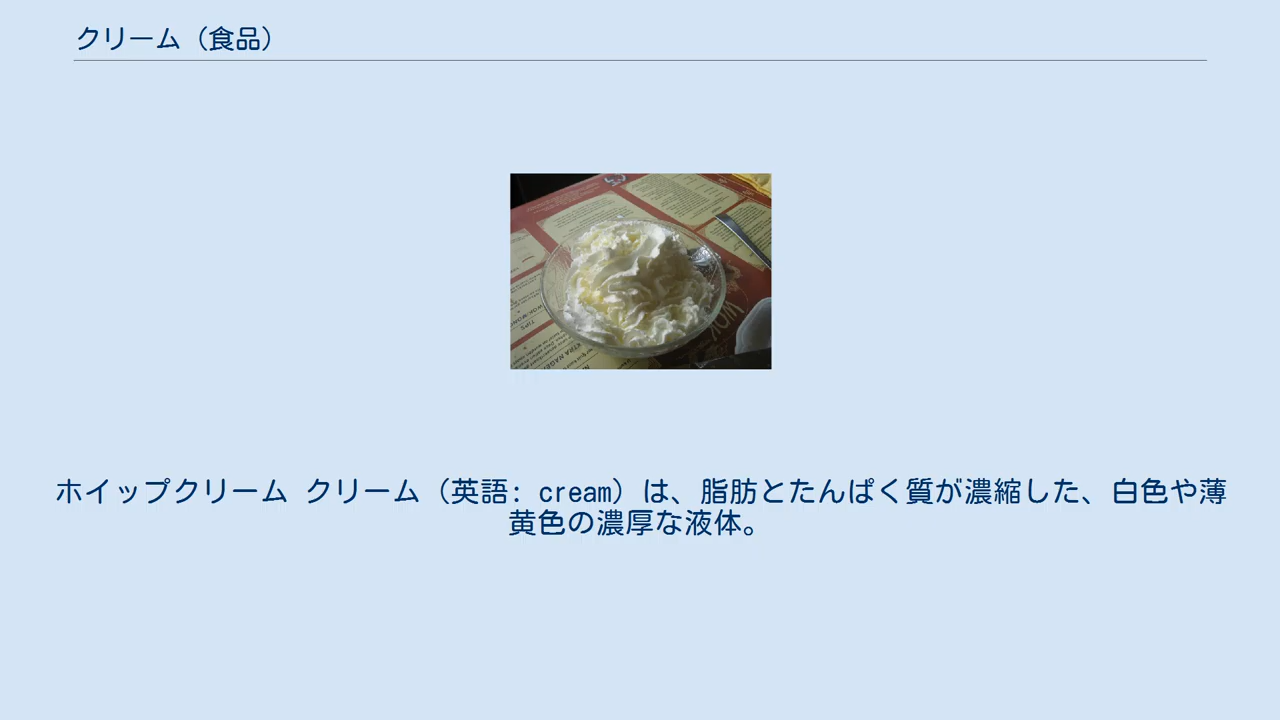 クリーム（食品）
ホイップクリーム クリーム（英語: cream）は、脂肪とたんぱく質が濃縮した、白色や薄
黄色の濃厚な液体。